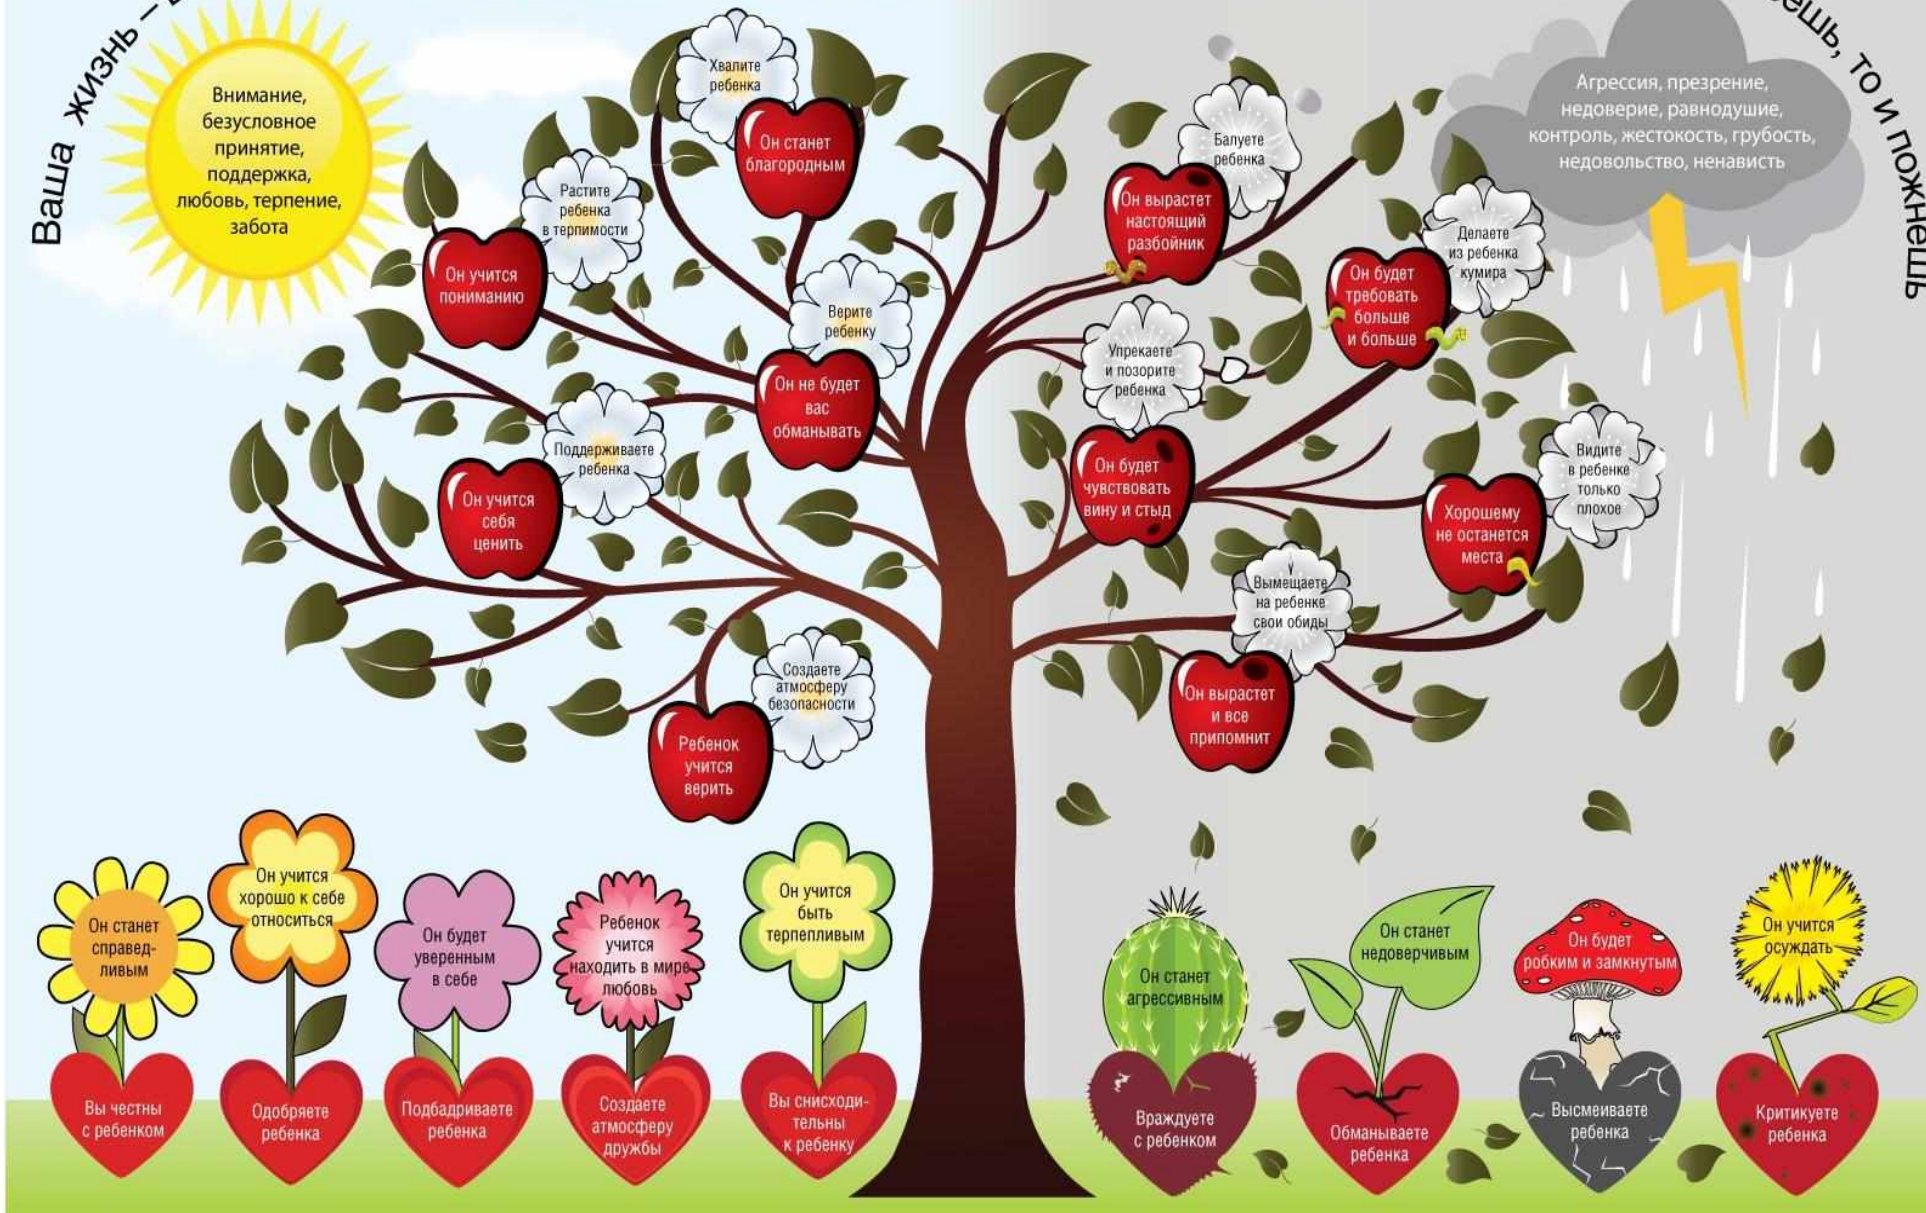 Ваша жизнь –
то и пожнешь
Внимание,
безусловное
принятие,
поддержка,
любовь, терпение,
забота
Агрессия, презрение,
недоверие, равнодушие,
контроль, жестокость, грубость,
недовольство, ненависть
Хвалите
ребенка
Он станет
благородным
Растите
ребенка
в терпимости
Он учится
пониманию
Верите
ребенку
Он не будет
вас
обманывать
Поддерживаете
ребенка
Он учится
себя
ценить
Создаете
атмосферу
безопасности
Ребенок
учится
верить
Балуете
ребенка
Он вырастет
настоящий
разбойник
Делаете
из ребенка
кумира
Он будет
требовать
больше
и больше
Упрекаете
и позорите
ребенка
Он будет
чувствовать
вину и стыд
Видите
в ребенке
только
плохое
Хорошему
не останется
места
Вымещаете
на ребенке
свои обиды
Он вырастет
и все
припомнит
Он станет
справед-
ливым
Вы честны
с ребенком
Он учится
хорошо к себе
относиться
Одобряете
ребенка
Он будет
уверенным
в себе
Подбадриваете
ребенка
Ребенок
учится
находить в мире
любовь
Создаете
атмосферу
дружбы
Он учится
быть
терпепливым
Вы снисходи-
тельны
к ребенку
Он станет
агрессивным
Враждуете
с ребенком
Он станет
недоверчивым
Обманываете
ребенка
Он будет
робким и замкнутым
Высмеиваете
ребенка
Он учится
осуждать
Критикуете
ребенка